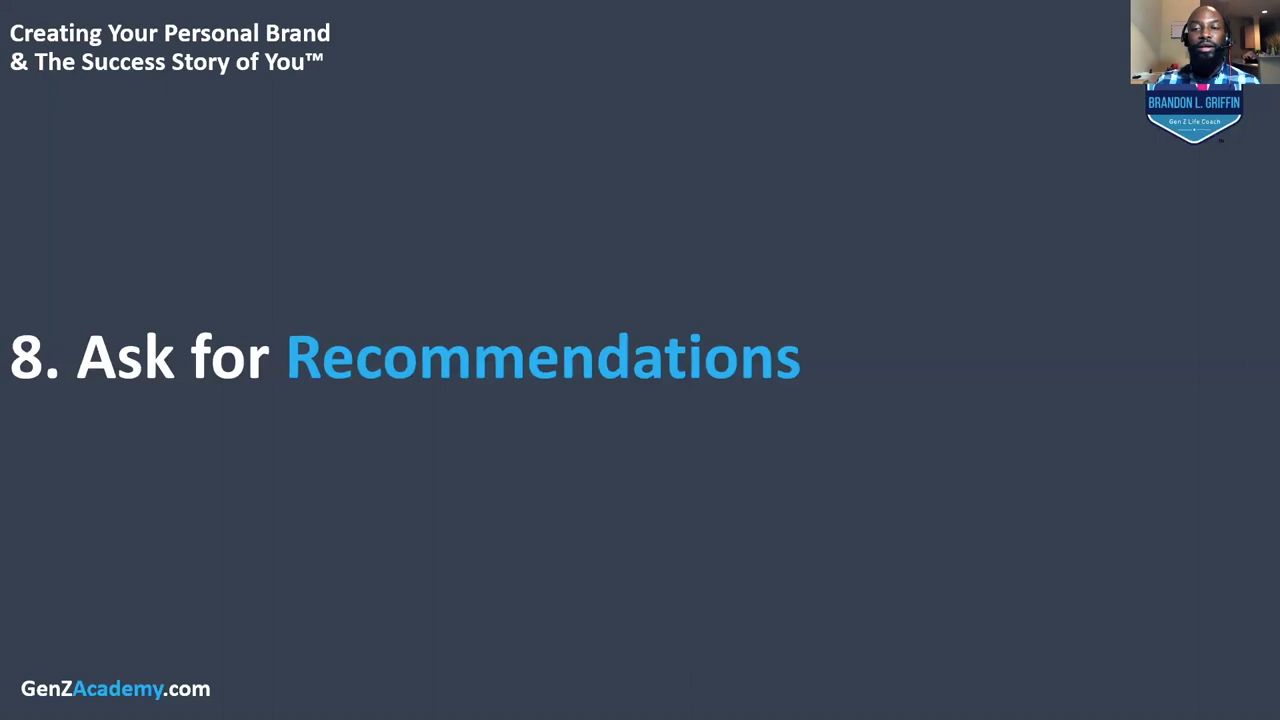 Creating Your Personal Brand
& The Success Story of You™
BRANDON L. GRIFFIN
Gen Z Life Coach
8. Ask for Recommendations
GenZAcademy.com